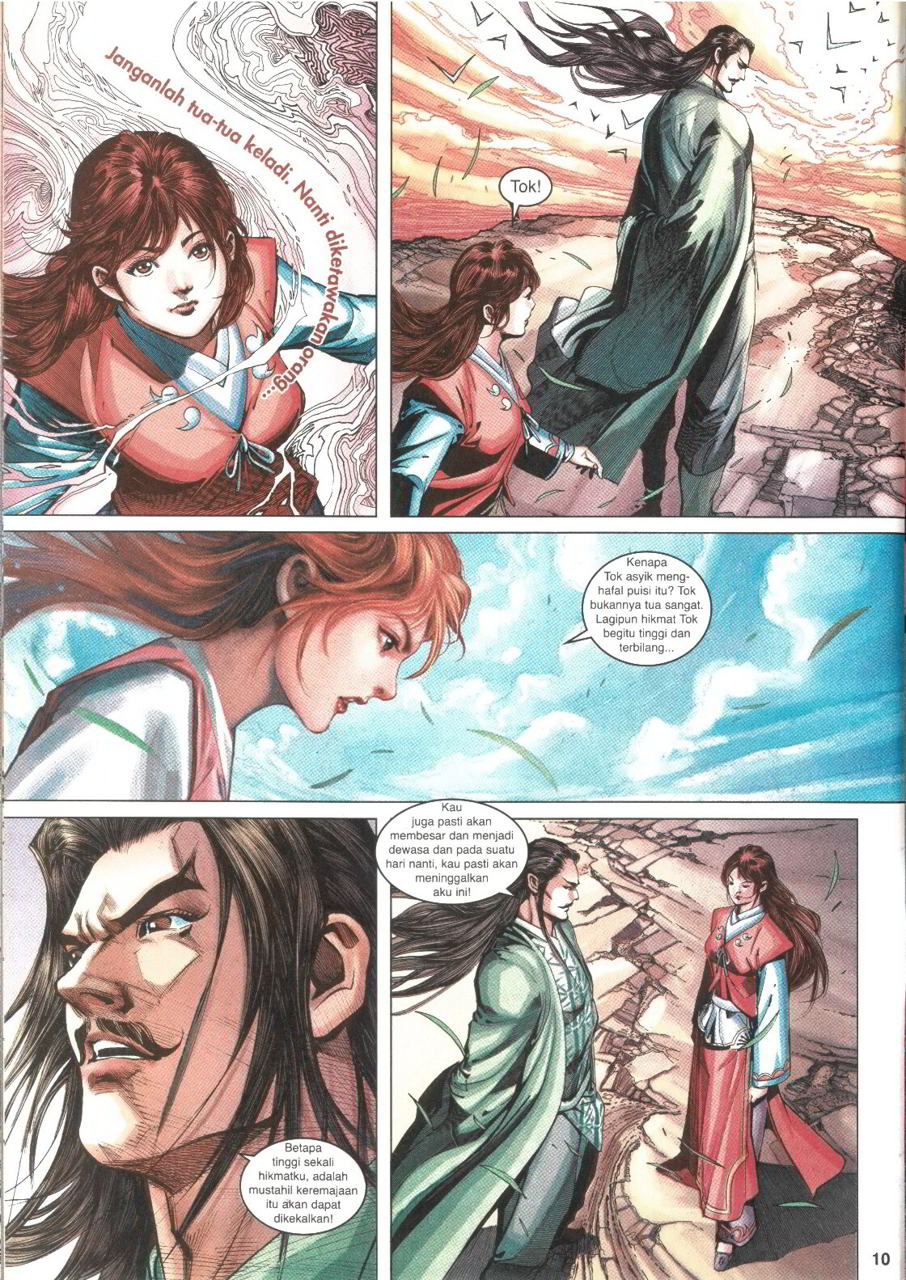 Janganlah tua-tua keladi. Nanti diketawakan orang...
Tok!
Kenapa
Tok asyik meng-
hafal puisi itu? Tok
bukannya tua sangat.
Lagipun hikmat Tok
begitu tinggi dan
terbilang...
Betapa
tinggi sekali
hikmatku, adalah
mustahil keremajaan
itu akan dapat
dikekalkan!
Kau
juga pasti akan
membesar dan menjadi
dewasa dan pada suatu
hari nanti, kau pasti akan
meninggalkan
aku ini!
10